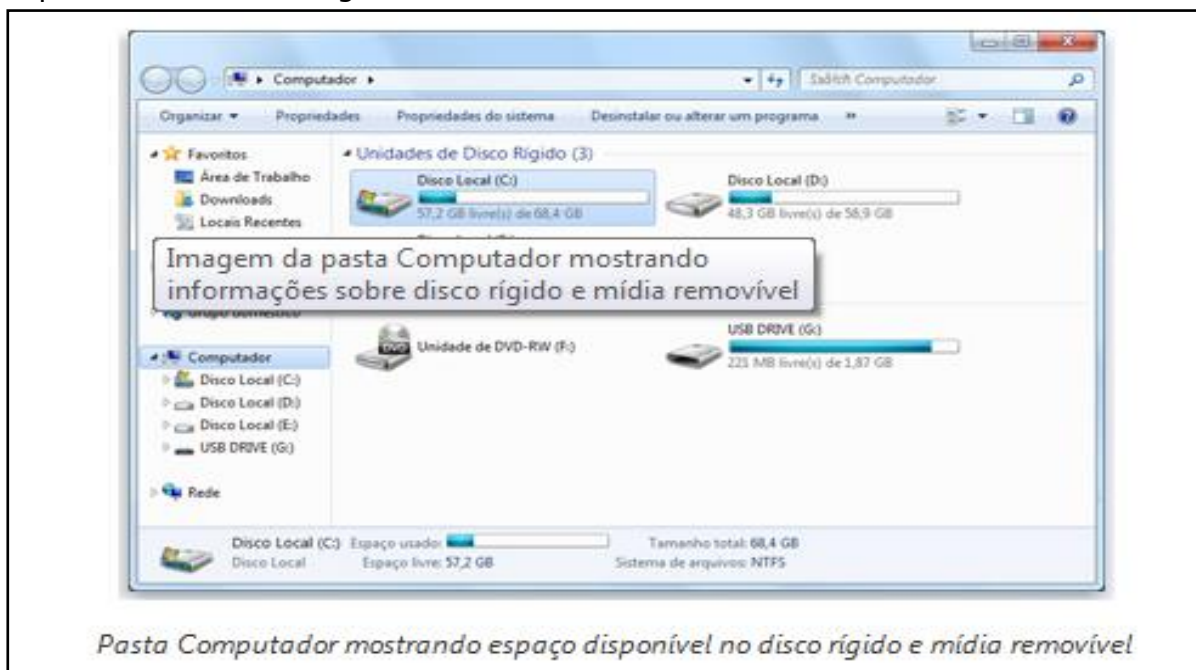 Computador
Search Computador
Organizar
Propriedades
Propriedades do sistema
Desinstalar ou alterar um programa
»
Favoritos
Área de Trabalho
Downloads
Locais Recentes
Unidades de Disco Rígido (3)
Disco Local (C:)
57,2 GB livre(s) de 68,4 GB
Disco Local (D:)
48,3 GB livre(s) de 58,9 GB
Imagem da pasta Computador mostrando
informações sobre disco rígido e mídia removível
Grupo doméstico
Computador
Disco Local (C:)
Disco Local (D:)
Disco Local (E:)
USB DRIVE (G:)
Rede
DVD
Unidade de DVD-RW (F:)
USB DRIVE (G:)
221 MB livre(s) de 1,87 GB
Disco Local (C:) Espaço usado: Tamanho total: 68,4 GB
Disco Local Espaço livre: 57,2 GB Sistema de arquivos: NTFS
Pasta Computador mostrando espaço disponível no disco rígido e mídia removível